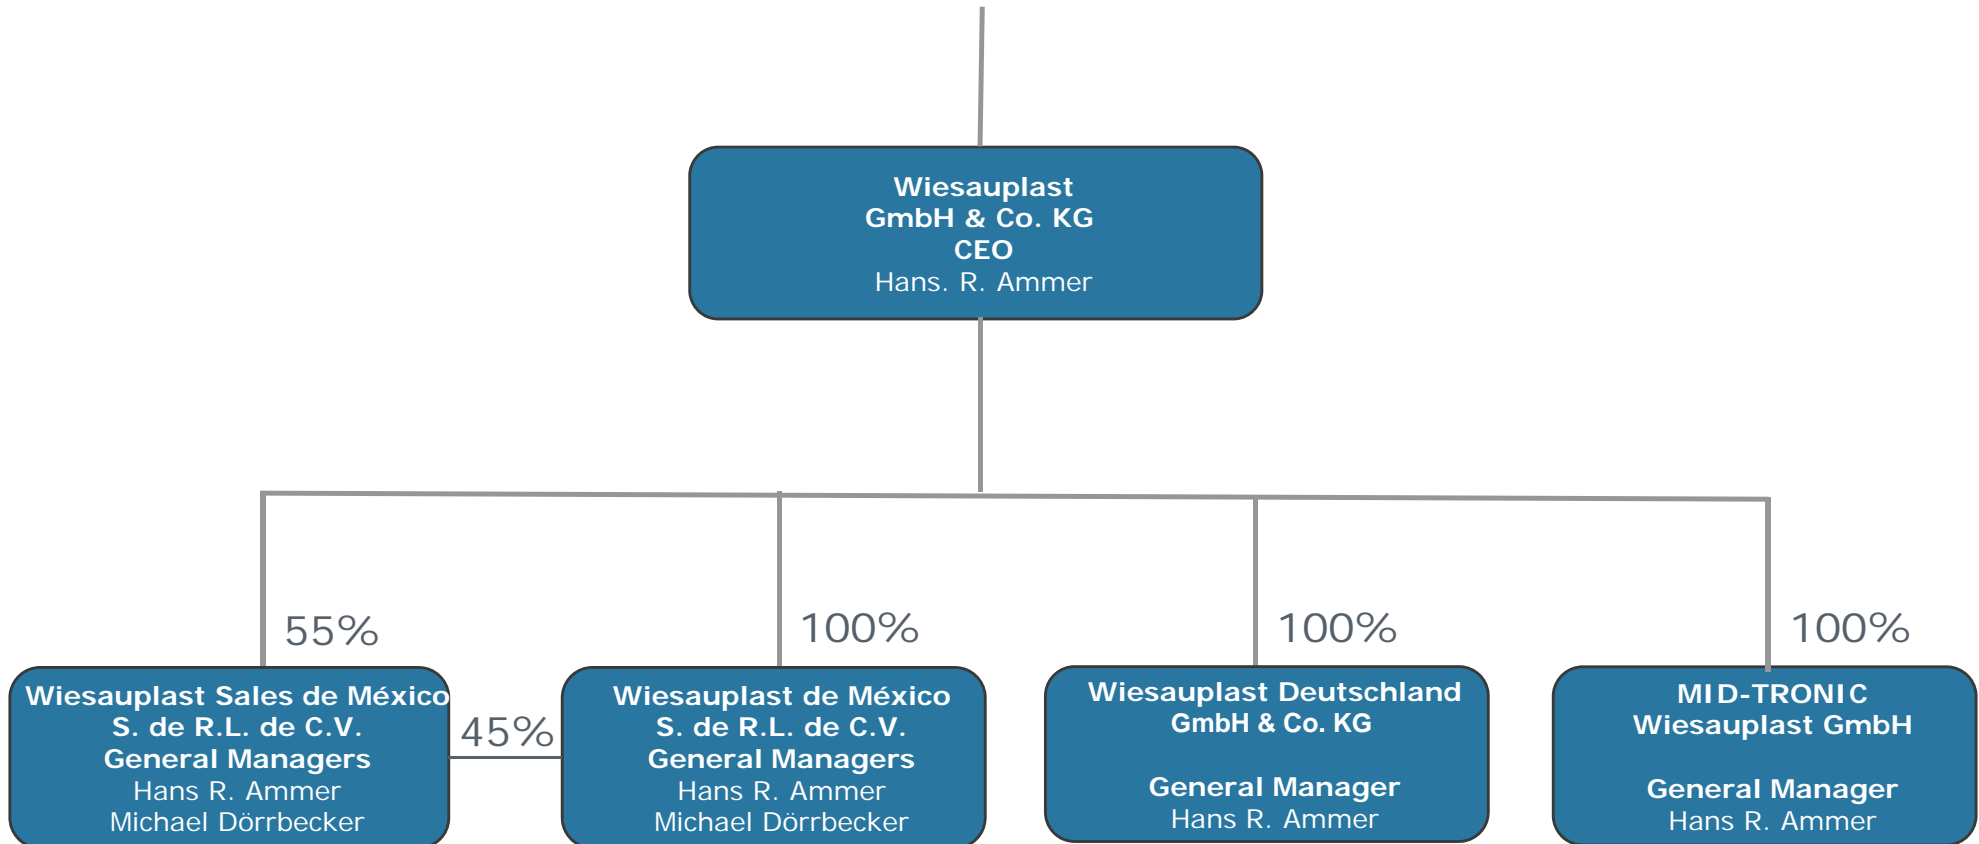 Wiesauplast
GmbH & Co. KG
CEO
Hans. R. Ammer
55%
100%
100%
100%
Wiesauplast Sales de México
S. de R.L. de C.V.
General Managers
Hans R. Ammer
Michael Dörrbecker
45%
Wiesauplast de México
S. de R.L. de C.V.
General Managers
Hans R. Ammer
Michael Dörrbecker
Wiesauplast Deutschland
GmbH & Co. KG
General Manager
Hans R. Ammer
MID-TRONIC
Wiesauplast GmbH
General Manager
Hans R. Ammer